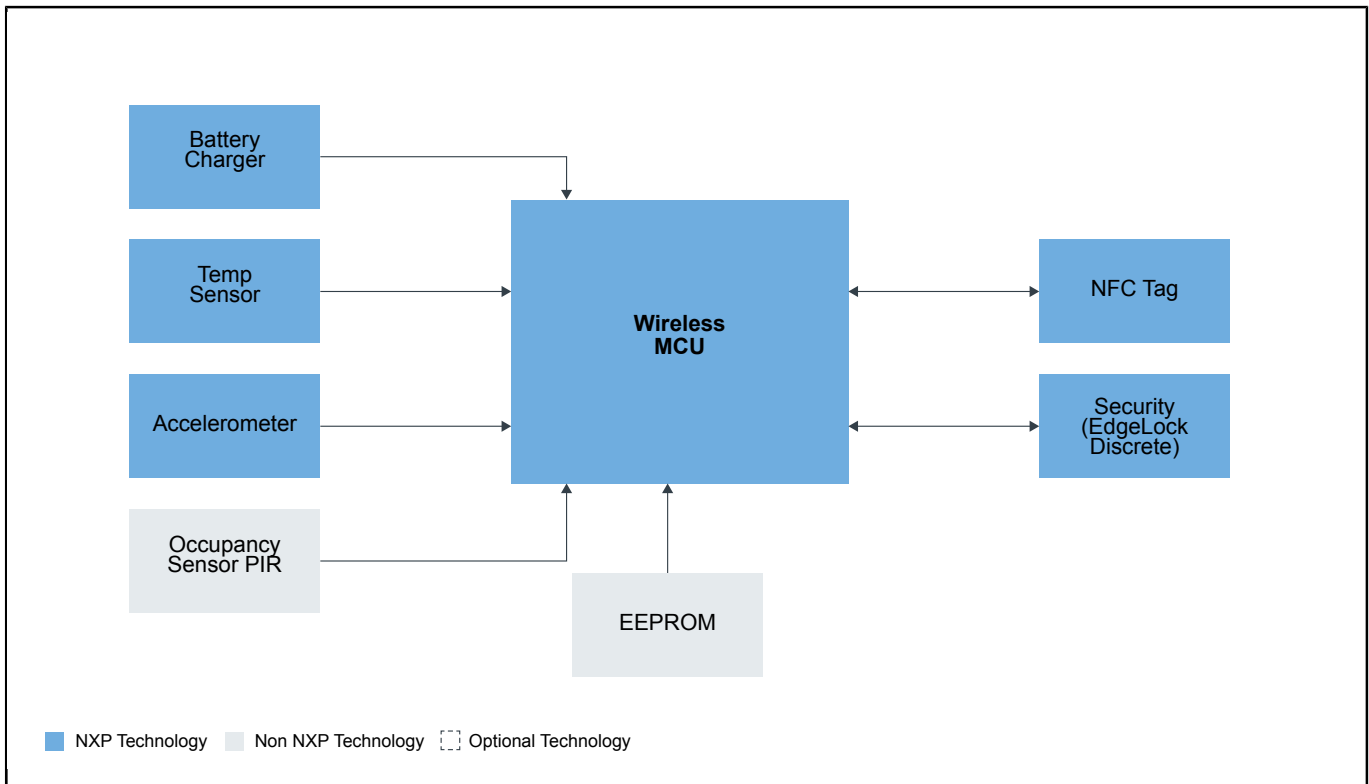 Battery
Charger
Temp
Sensor
Accelerometer
Occupancy
Sensor PIR
Wireless
MCU
EEPROM
NFC Tag
Security
(EdgeLock
Discrete)
NXP Technology
Non NXP Technology
Optional Technology